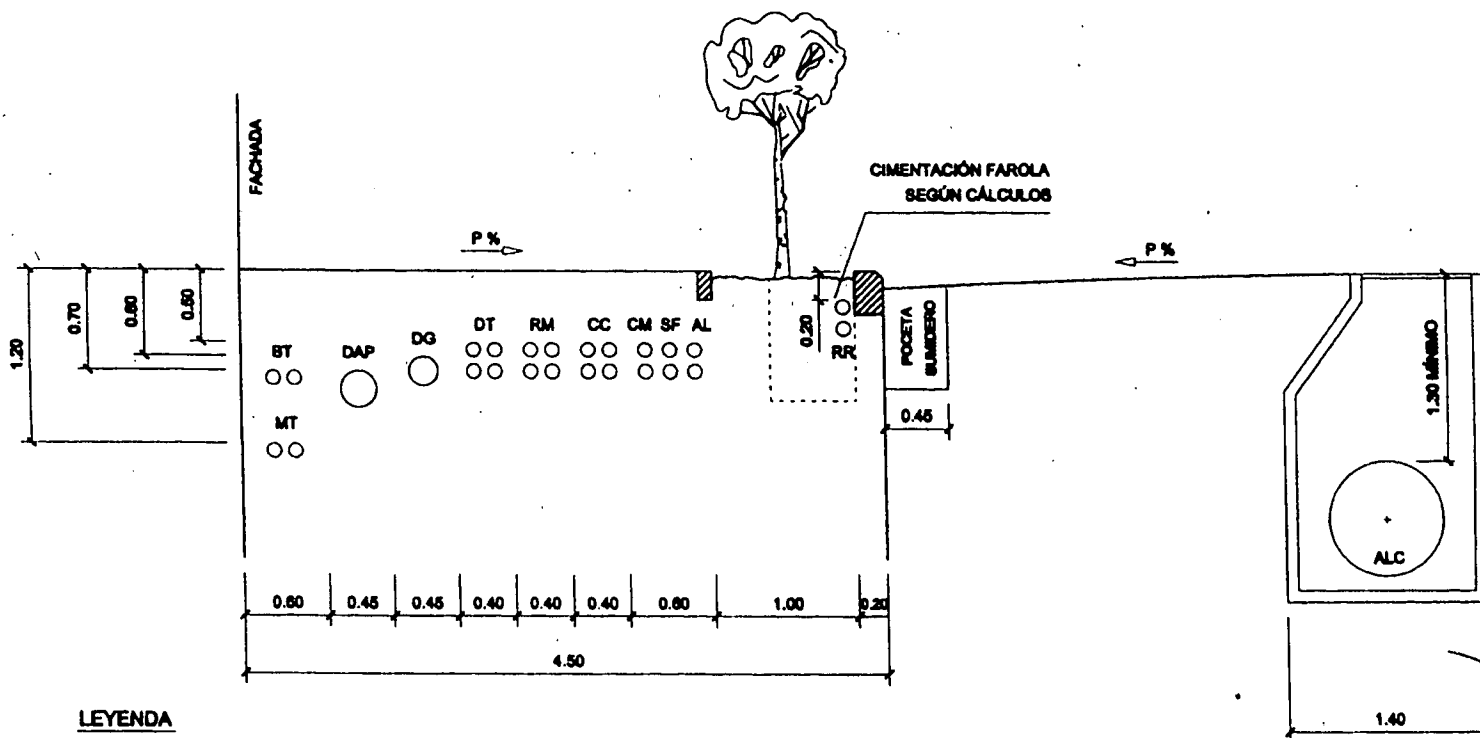 FACHADA
CIMENTACIÓN FAROLA
SEGÚN CÁLCULOS
P %
P %
1.20
0.70
0.60
0.50
BT
DAP
DG
DT
RM
CC
CM
SF
AL
0.20
RR
POCETA
SUMIDERO
MT
0.45
1.30 MÍNIMO
ALC
0.60
0.45
0.45
0.40
0.40
0.40
0.60
1.00
0.20
4.50
1.40
LEYENDA